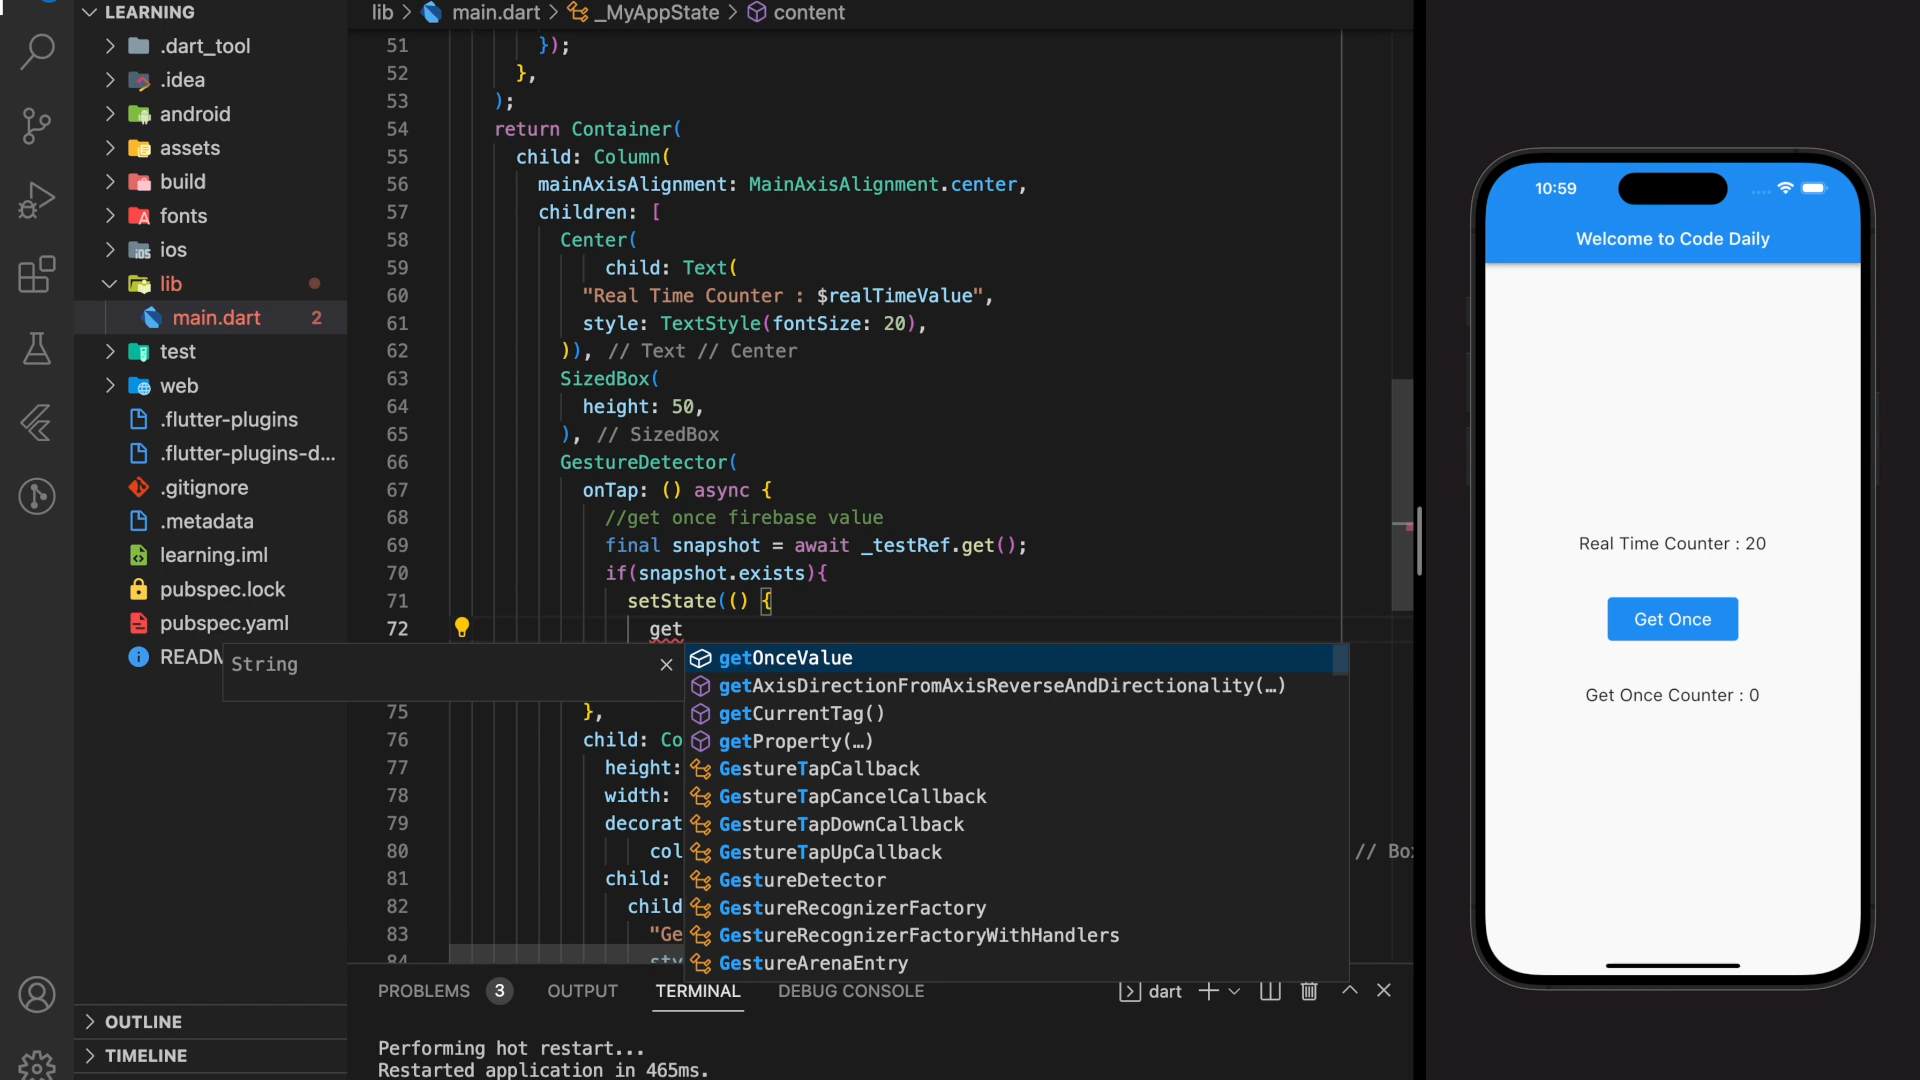 LEARNING
.dart_tool
.idea
android
assets
build
fonts
ios
lib
main.dart 2
test
web
.flutter-plugins
.flutter-plugins-d...
.gitignore
.metadata
learning.iml
pubspec.lock
pubspec.yaml
READM
OUTLINE
TIMELINE
lib > main.dart > _MyAppState > content
51 });
52 },
53 );
54 return Container(
55 child: Column(
56 mainAxisAlignment: MainAxisAlignment.center,
57 children: [
58 Center(
59 child: Text(
60 "Real Time Counter : $realTimeValue",
61 style: TextStyle(fontSize: 20),
62 )), // Text // Center
63 SizedBox(
64 height: 50,
65 ), // SizedBox
66 GestureDetector(
67 onTap: () async {
68 //get once firebase value
69 final snapshot = await _testRef.get();
70 if(snapshot.exists){
71 setState(() {
72 get
String
getOnceValue
getAxisDirectionFromAxisReverseAndDirectionality(…)
getCurrentTag()
getProperty(…)
GestureTapCallback
GestureTapCancelCallback
GestureTapDownCallback
GestureTapUpCallback
GestureDetector
GestureRecognizerFactory
GestureRecognizerFactoryWithHandlers
GestureArenaEntry
75 },
76 child: Co
77 height:
78 width:
79 decorat
80 col // Bo
81 child:
82 child
83 "Ge
84 sty
PROBLEMS 3 OUTPUT TERMINAL DEBUG CONSOLE dart
Performing hot restart...
Restarted application in 465ms.
10:59
Welcome to Code Daily
Real Time Counter : 20
Get Once
Get Once Counter : 0